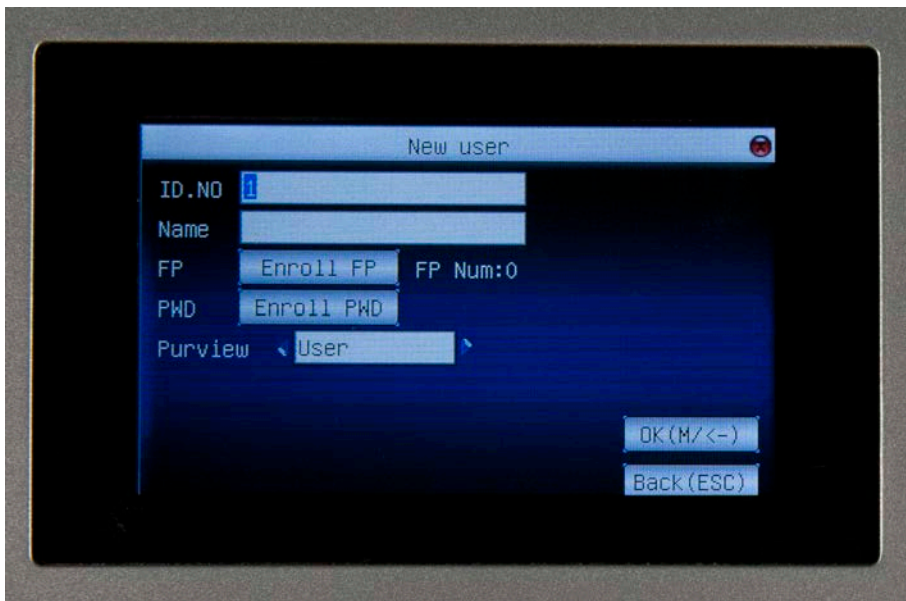 New user
ID.NO 1
Name
FP Enroll FP FP Num:0
PWD Enroll PWD
Purview User
OK(M/<-)
Back(ESC)